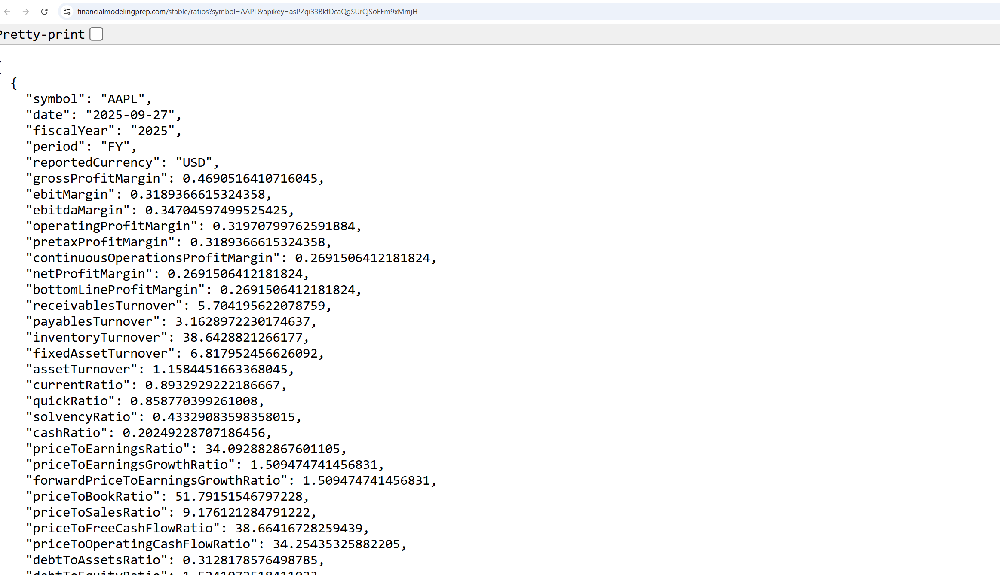 financialmodelingprep.com/stable/ratios?symbol=AAPL&apikey=asPZqi33BktDcaQgSUrCjSoFFm9xMmjH
Pretty-print
{
"symbol": "AAPL",
"date": "2025-09-27",
"fiscalYear": "2025",
"period": "FY",
"reportedCurrency": "USD",
"grossProfitMargin": 0.4690516410716045,
"ebitMargin": 0.3189366615324358,
"ebitdaMargin": 0.34704597499525425,
"operatingProfitMargin": 0.31970799762591884,
"pretaxProfitMargin": 0.3189366615324358,
"continuousOperationsProfitMargin": 0.2691506412181824,
"netProfitMargin": 0.2691506412181824,
"bottomLineProfitMargin": 0.2691506412181824,
"receivablesTurnover": 5.704195622078759,
"payablesTurnover": 3.1628972230174637,
"inventoryTurnover": 38.6428821266177,
"fixedAssetTurnover": 6.817952456626092,
"assetTurnover": 1.1584451663368045,
"currentRatio": 0.8932929222186667,
"quickRatio": 0.858770399261008,
"solvencyRatio": 0.43329083598358015,
"cashRatio": 0.20249228707186456,
"priceToEarningsRatio": 34.092882867601105,
"priceToEarningsGrowthRatio": 1.509474741456831,
"forwardPriceToEarningsGrowthRatio": 1.509474741456831,
"priceToBookRatio": 51.79151546797228,
"priceToSalesRatio": 9.176121284791222,
"priceToFreeCashFlowRatio": 38.66416728259439,
"priceToOperatingCashFlowRatio": 34.25435325882205,
"debtToAssetsRatio": 0.3128178576498785,
"debtToEquityRatio":